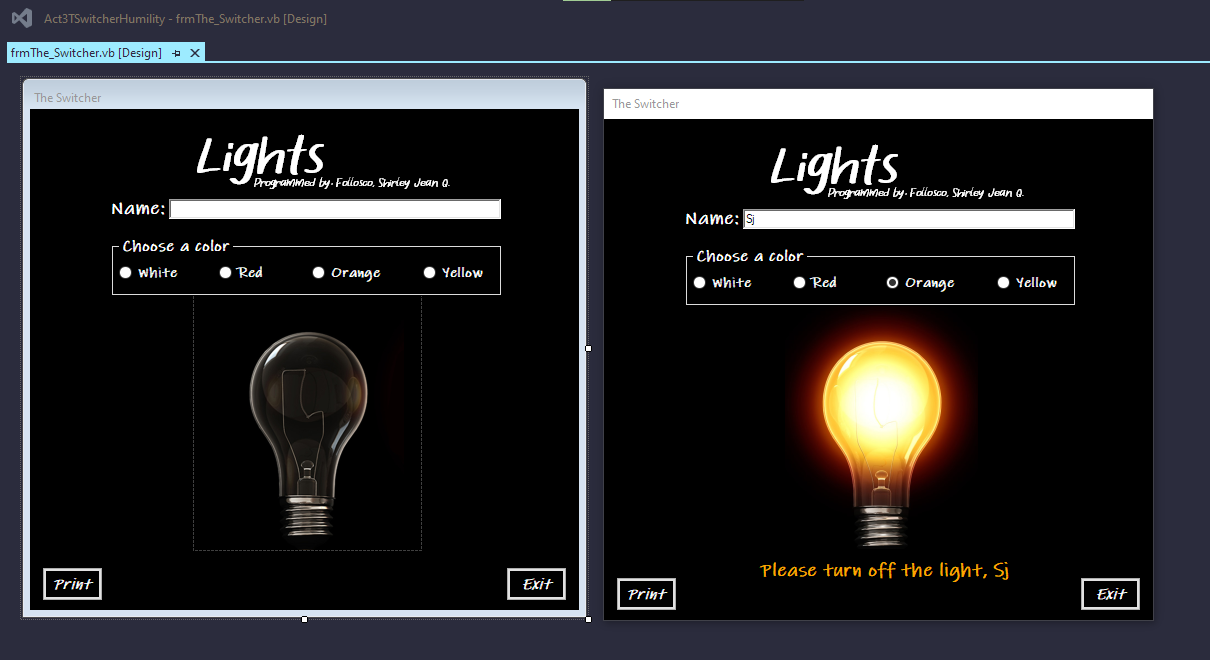 Act3TSwitcherHumility - frmThe_Switcher.vb [Design]
frmThe_Switcher.vb [Design]
The Switcher
Lights
Programmed by. Follosco, Shirley Jean Q.
Name:
Choose a color
White Red Orange Yellow
Print Exit
The Switcher
Lights
Programmed by. Follosco, Shirley Jean Q.
Name: Sj
Choose a color
White Red Orange Yellow
Please turn off the light, Sj
Print Exit